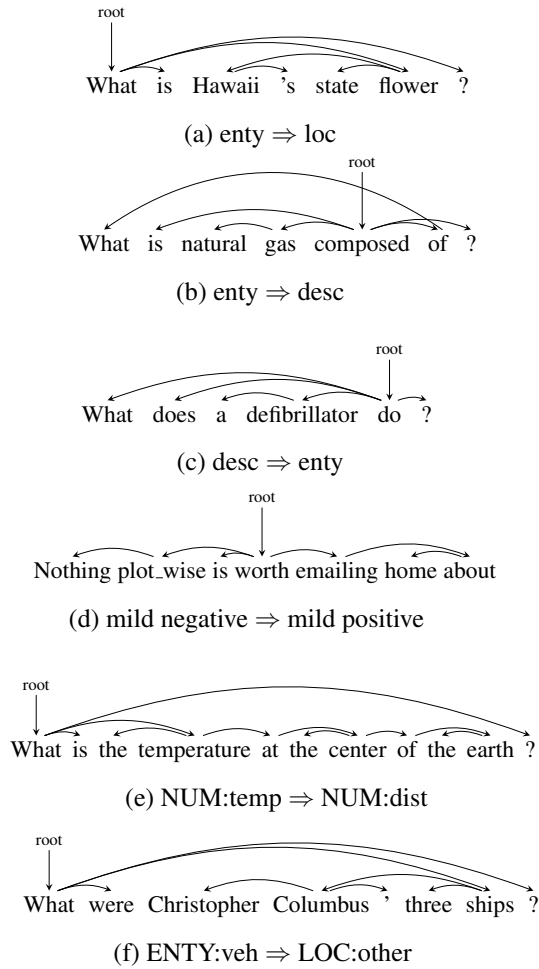 root
What is Hawaii 's state flower ?
(a) enty ⇒ loc
root
What is natural gas composed of ?
(b) enty ⇒ desc
root
What does a defibrillator do ?
(c) desc ⇒ enty
root
Nothing plot_wise is worth emailing home about
(d) mild negative ⇒ mild positive
root
What is the temperature at the center of the earth ?
(e) NUM:temp ⇒ NUM:dist
root
What were Christopher Columbus ’ three ships ?
(f) ENTY:veh ⇒ LOC:other